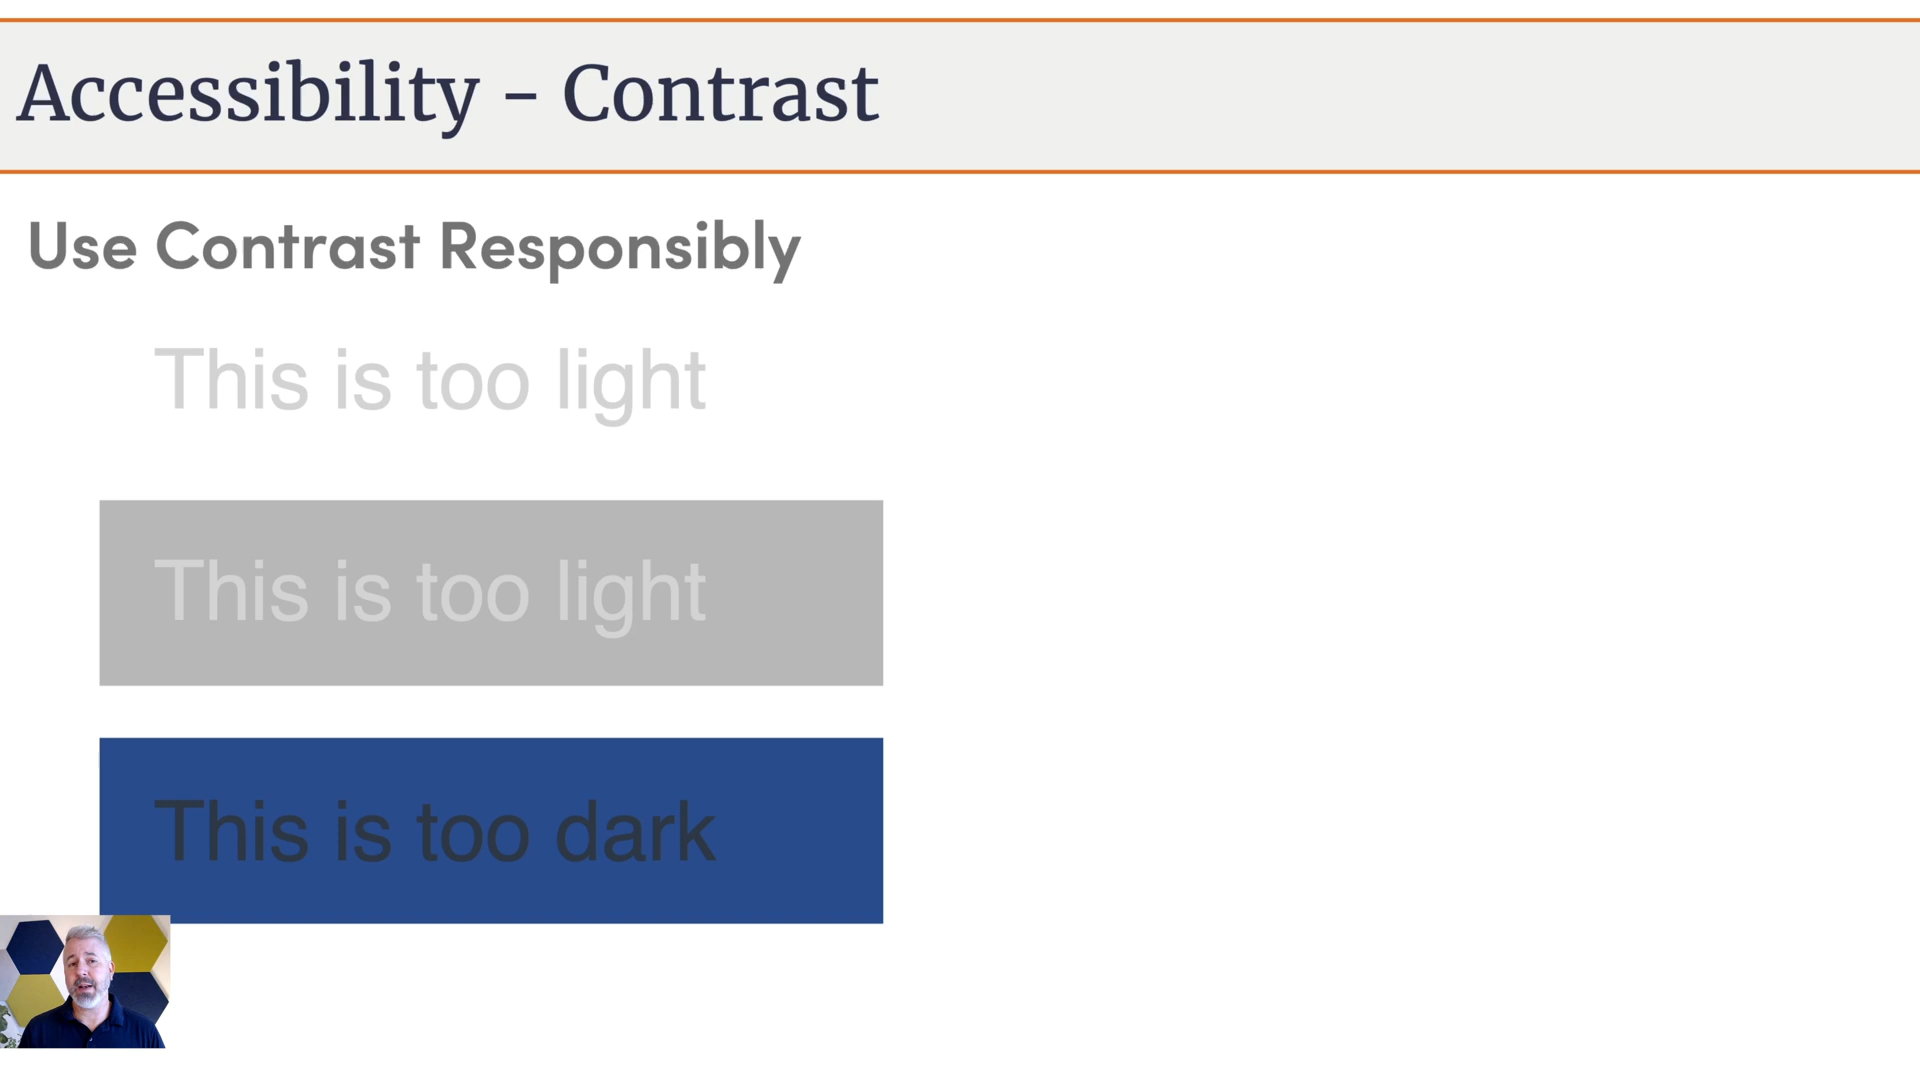 Accessibility - Contrast
Use Contrast Responsibly
This is too light
This is too light
This is too dark